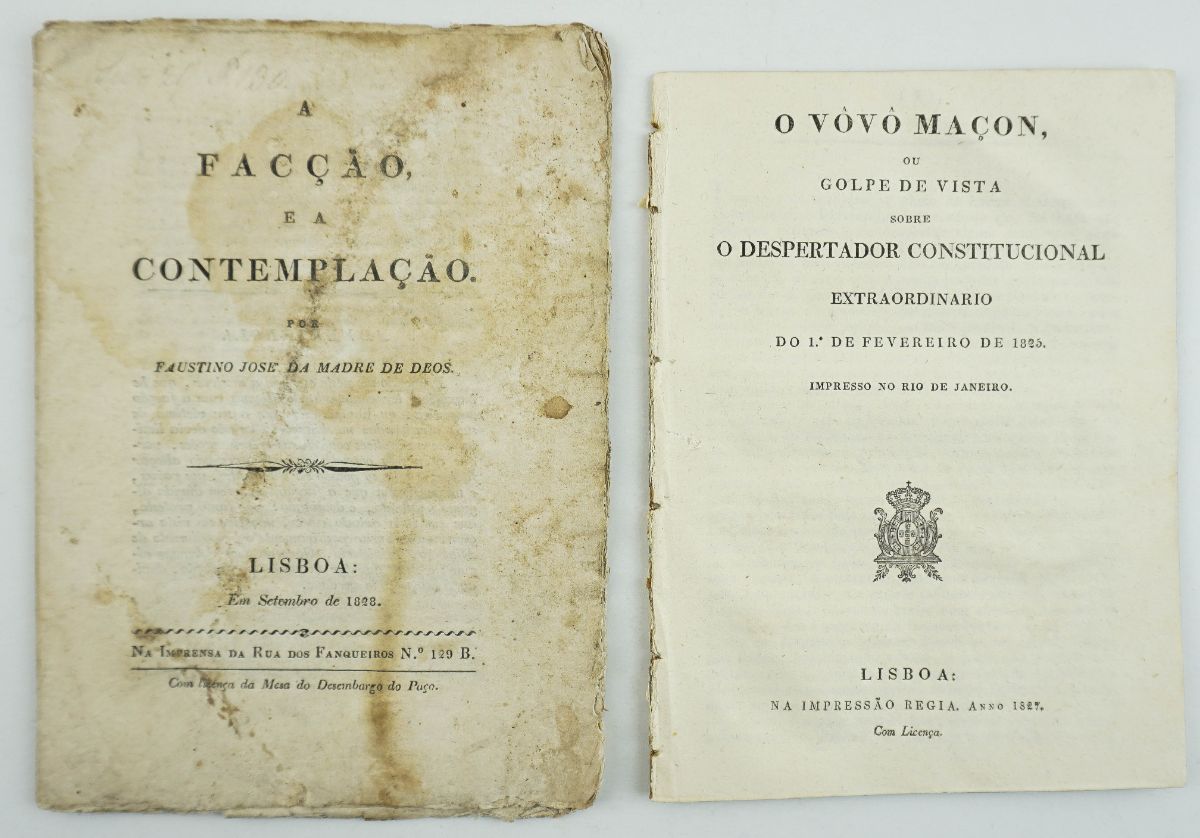 A
FACÇÃO,
E A
CONTEMPLAÇÃO.
POR
FAUSTINO JOSE' DA MADRE DE DEOS.
LISBOA:
Em Setembro de 1828.
NA IMPRENSA DA RUA DOS FANQUEIROS N.º 129 B.
Com licença da Mesa do Desembargo do Paço.
O VÔVÔ MAÇON,
OU
GOLPE DE VISTA
SOBRE
O DESPERTADOR CONSTITUCIONAL
EXTRAORDINARIO
DO 1.º DE FEVEREIRO DE 1825.
IMPRESSO NO RIO DE JANEIRO.
LISBOA:
NA IMPRESSÃO REGIA. ANNO 1827.
Com Licença.